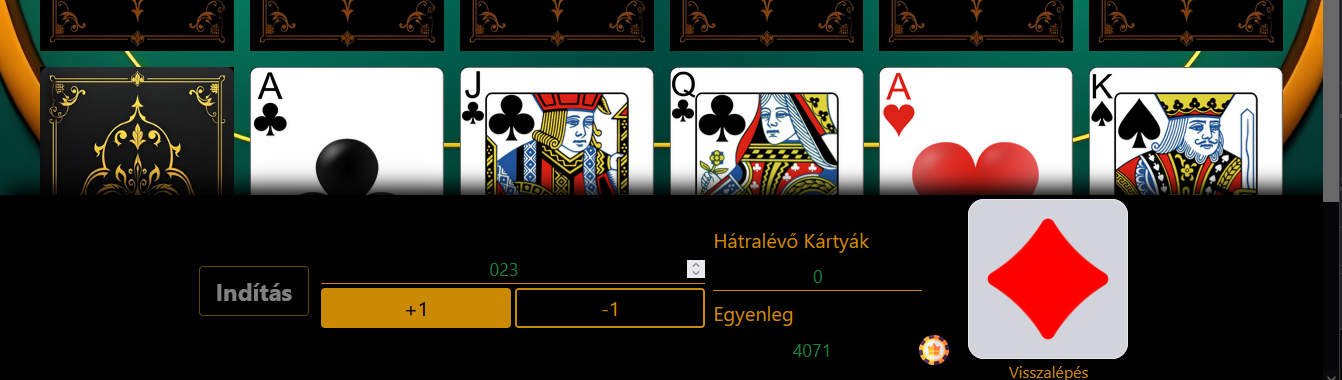 A
J
Q
A
K
Hátralévő Kártyák
023
0
Indítás
+1
-1
Egyenleg
4071
Visszalépés